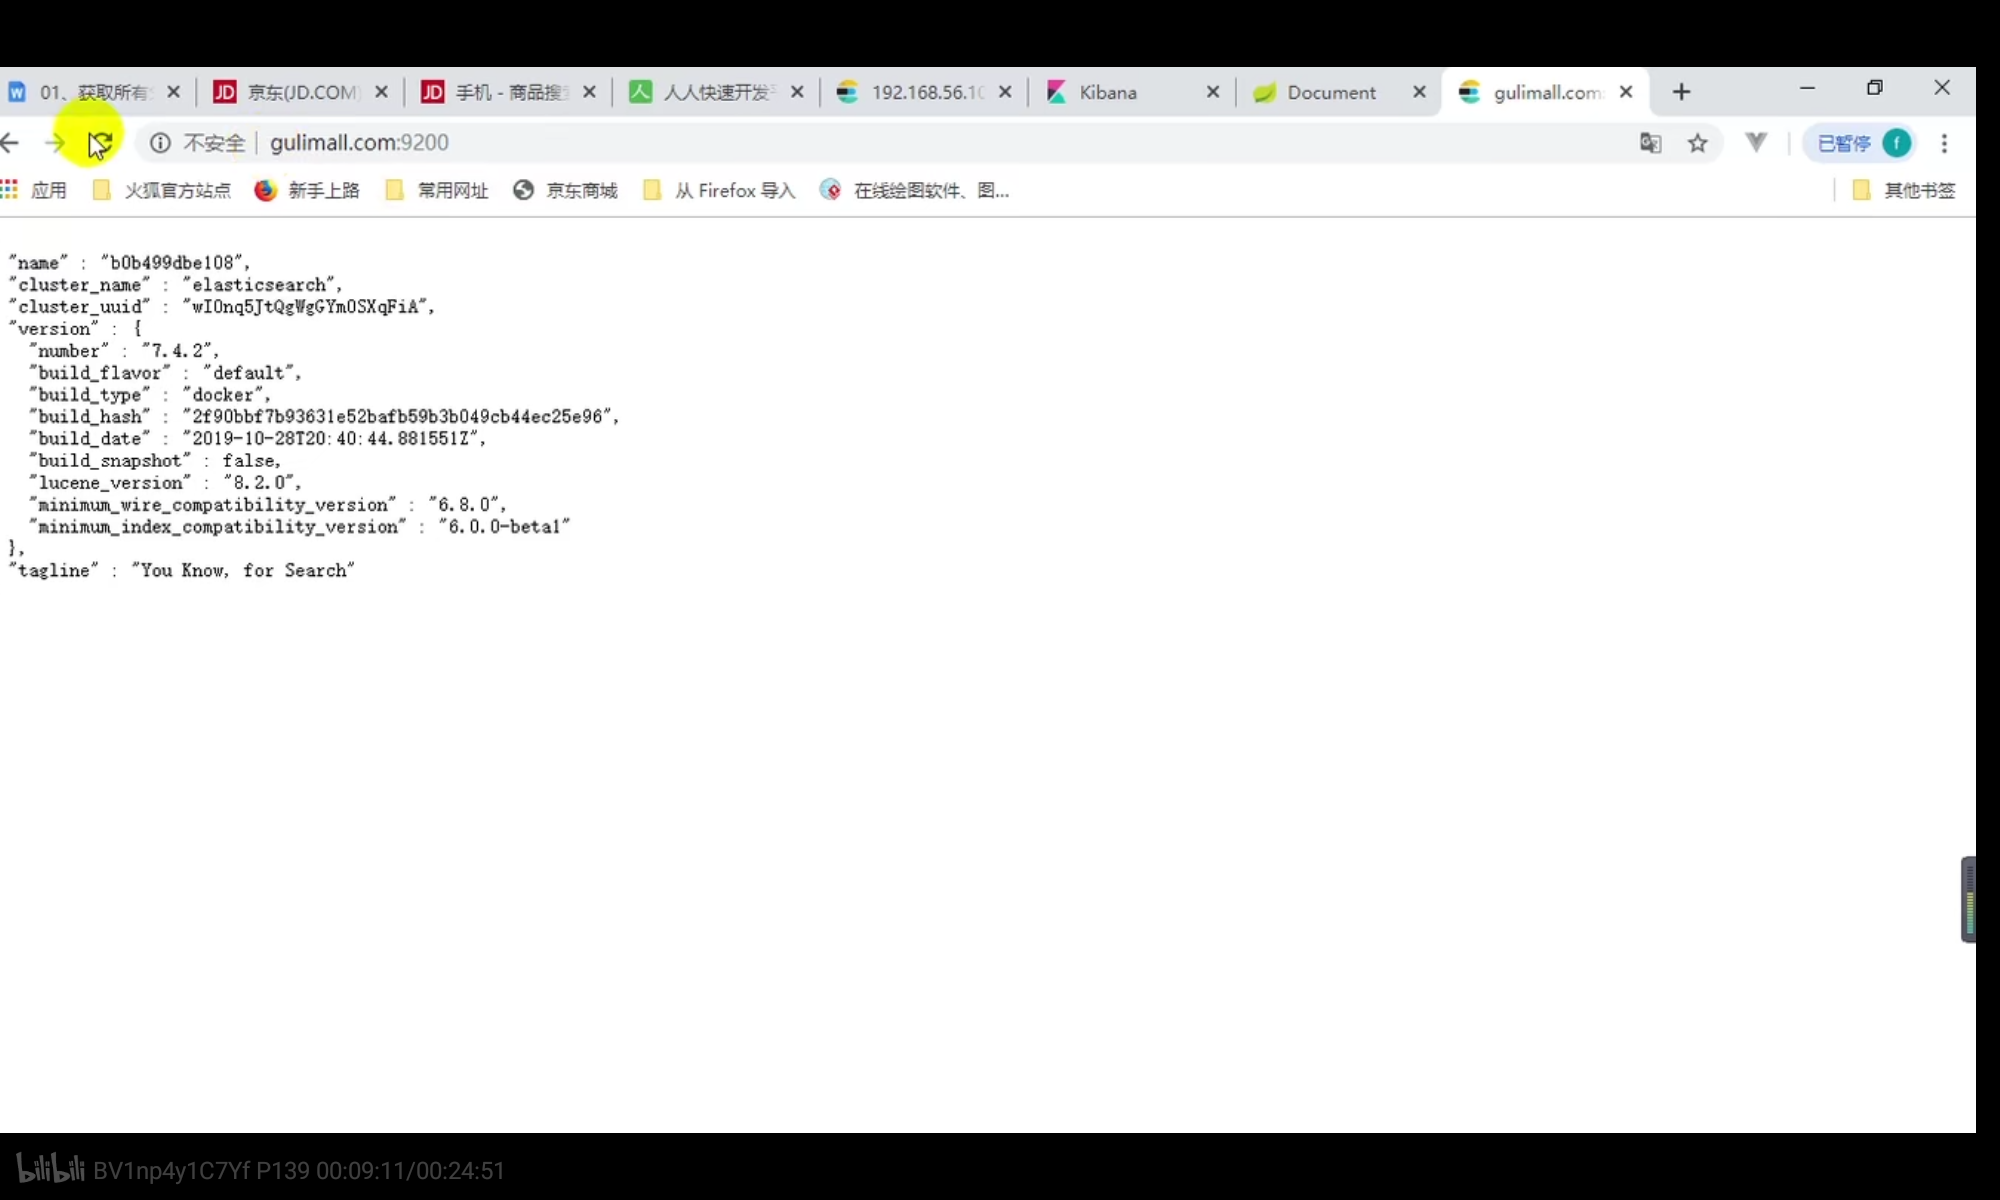 01、获取所有
京东(JD.COM)
手机 - 商品搜
人人快速开发
192.168.56.10
Kibana
Document
gulimall.com:
不安全 | gulimall.com:9200
已暂停
f
应用
火狐官方站点
新手上路
常用网址
京东商城
从 Firefox 导入
在线绘图软件、图...
其他书签
"name" : "b0b499dbe108",
"cluster_name" : "elasticsearch",
"cluster_uuid" : "wI0nq5JtQgWgGYm0SXqFiA",
"version" : {
"number" : "7.4.2",
"build_flavor" : "default",
"build_type" : "docker",
"build_hash" : "2f90bbf7b93631e52bafb59b3b049cb44ec25e96",
"build_date" : "2019-10-28T20:40:44.881551Z",
"build_snapshot" : false,
"lucene_version" : "8.2.0",
"minimum_wire_compatibility_version" : "6.8.0",
"minimum_index_compatibility_version" : "6.0.0-beta1"
},
"tagline" : "You Know, for Search"
bilibili BV1np4y1C7Yf P139 00:09:11/00:24:51